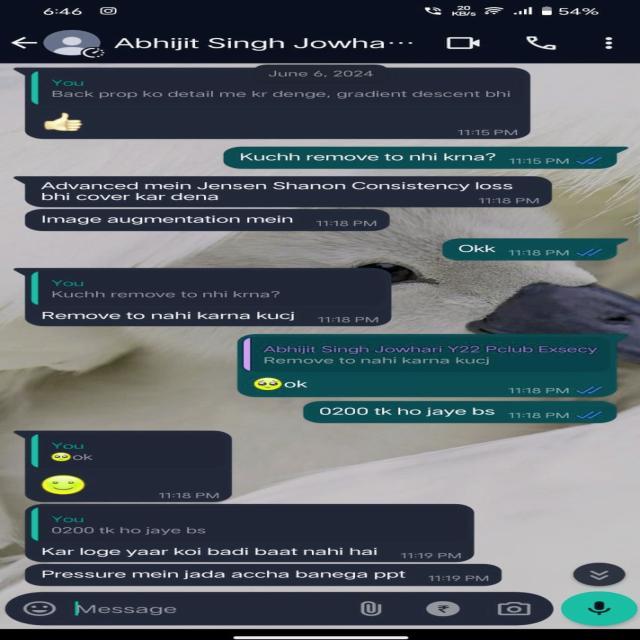 6:46
20
KB/s
54%
Abhijit Singh Jowha...
June 6, 2024
You
Back prop ko detail me kr denge, gradient descent bhi
👍
11:15 PM
Kuchh remove to nhi krna? 11:15 PM
Advanced mein Jensen Shanon Consistency loss
bhi cover kar dena
11:18 PM
Image augmentation mein 11:18 PM
Okk 11:18 PM
You
Kuchh remove to nhi krna?
Remove to nahi karna kucj 11:18 PM
Abhijit Singh Jowhari Y22 Pclub Exsecy
Remove to nahi karna kucj
🥺ok 11:18 PM
0200 tk ho jaye bs 11:18 PM
You
🥺ok
🙂
11:18 PM
You
0200 tk ho jaye bs
Kar loge yaar koi badi baat nahi hai 11:19 PM
Pressure mein jada accha banega ppt 11:19 PM
Message
₹